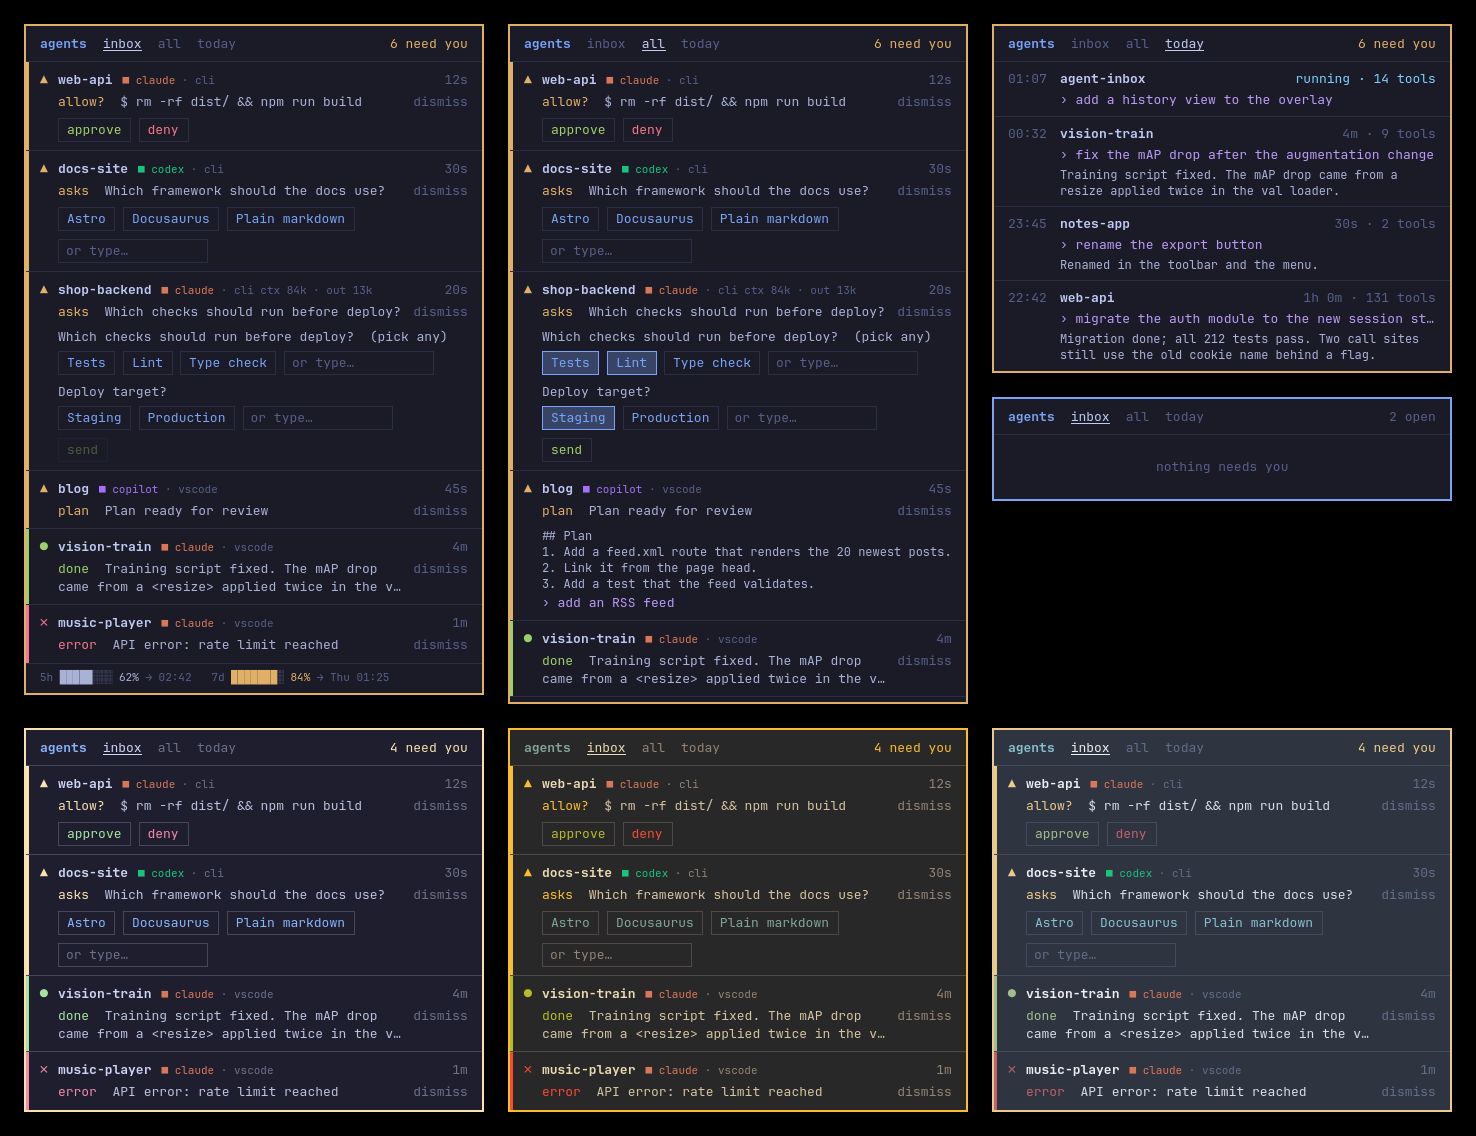 agents inbox all today 6 need you
▲ web-api ■ claude · cli 12s
allow? $ rm -rf dist/ && npm run build dismiss
approve deny
▲ docs-site ■ codex · cli 30s
asks Which framework should the docs use? dismiss
Astro Docusaurus Plain markdown
or type…
▲ shop-backend ■ claude · cli ctx 84k · out 13k 20s
asks Which checks should run before deploy? dismiss
Which checks should run before deploy? (pick any)
Tests Lint Type check or type…
Deploy target?
Staging Production or type…
send
▲ blog ■ copilot · vscode 45s
plan Plan ready for review dismiss
● vision-train ■ claude · vscode 4m
done Training script fixed. The mAP drop dismiss
came from a <resize> applied twice in the v…
✕ music-player ■ claude · vscode 1m
error API error: rate limit reached dismiss
5h 62% → 02:42 7d 84% → Thu 01:25
agents inbox all today 6 need you
▲ web-api ■ claude · cli 12s
allow? $ rm -rf dist/ && npm run build dismiss
approve deny
▲ docs-site ■ codex · cli 30s
asks Which framework should the docs use? dismiss
Astro Docusaurus Plain markdown
or type…
▲ shop-backend ■ claude · cli ctx 84k · out 13k 20s
asks Which checks should run before deploy? dismiss
Which checks should run before deploy? (pick any)
Tests Lint Type check or type…
Deploy target?
Staging Production or type…
send
▲ blog ■ copilot · vscode 45s
plan Plan ready for review dismiss
## Plan
1. Add a feed.xml route that renders the 20 newest posts.
2. Link it from the page head.
3. Add a test that the feed validates.
› add an RSS feed
● vision-train ■ claude · vscode 4m
done Training script fixed. The mAP drop dismiss
came from a <resize> applied twice in the v…
agents inbox all today 6 need you
01:07 agent-inbox running · 14 tools
› add a history view to the overlay
00:32 vision-train 4m · 9 tools
› fix the mAP drop after the augmentation change
Training script fixed. The mAP drop came from a
resize applied twice in the val loader.
23:45 notes-app 30s · 2 tools
› rename the export button
Renamed in the toolbar and the menu.
22:42 web-api 1h 0m · 131 tools
› migrate the auth module to the new session st…
Migration done; all 212 tests pass. Two call sites
still use the old cookie name behind a flag.
agents inbox all today 2 open
nothing needs you
agents inbox all today 4 need you
▲ web-api ■ claude · cli 12s
allow? $ rm -rf dist/ && npm run build dismiss
approve deny
▲ docs-site ■ codex · cli 30s
asks Which framework should the docs use? dismiss
Astro Docusaurus Plain markdown
or type…
● vision-train ■ claude · vscode 4m
done Training script fixed. The mAP drop dismiss
came from a <resize> applied twice in the v…
✕ music-player ■ claude · vscode 1m
error API error: rate limit reached dismiss
agents inbox all today 4 need you
▲ web-api ■ claude · cli 12s
allow? $ rm -rf dist/ && npm run build dismiss
approve deny
▲ docs-site ■ codex · cli 30s
asks Which framework should the docs use? dismiss
Astro Docusaurus Plain markdown
or type…
● vision-train ■ claude · vscode 4m
done Training script fixed. The mAP drop dismiss
came from a <resize> applied twice in the v…
✕ music-player ■ claude · vscode 1m
error API error: rate limit reached dismiss
agents inbox all today 4 need you
▲ web-api ■ claude · cli 12s
allow? $ rm -rf dist/ && npm run build dismiss
approve deny
▲ docs-site ■ codex · cli 30s
asks Which framework should the docs use? dismiss
Astro Docusaurus Plain markdown
or type…
● vision-train ■ claude · vscode 4m
done Training script fixed. The mAP drop dismiss
came from a <resize> applied twice in the v…
✕ music-player ■ claude · vscode 1m
error API error: rate limit reached dismiss